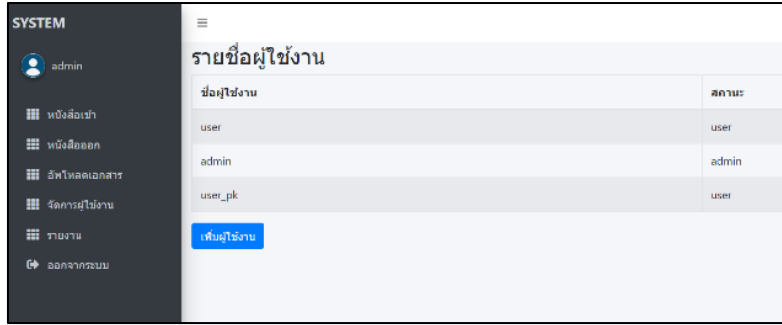 SYSTEM
admin
หนังสือเข้า
หนังสือออก
อัพโหลดเอกสาร
จัดการผู้ใช้งาน
รายงาน
ออกจากระบบ
รายชื่อผู้ใช้งาน
ชื่อผู้ใช้งาน สถานะ
user user
admin admin
user_pk user
เพิ่มผู้ใช้งาน